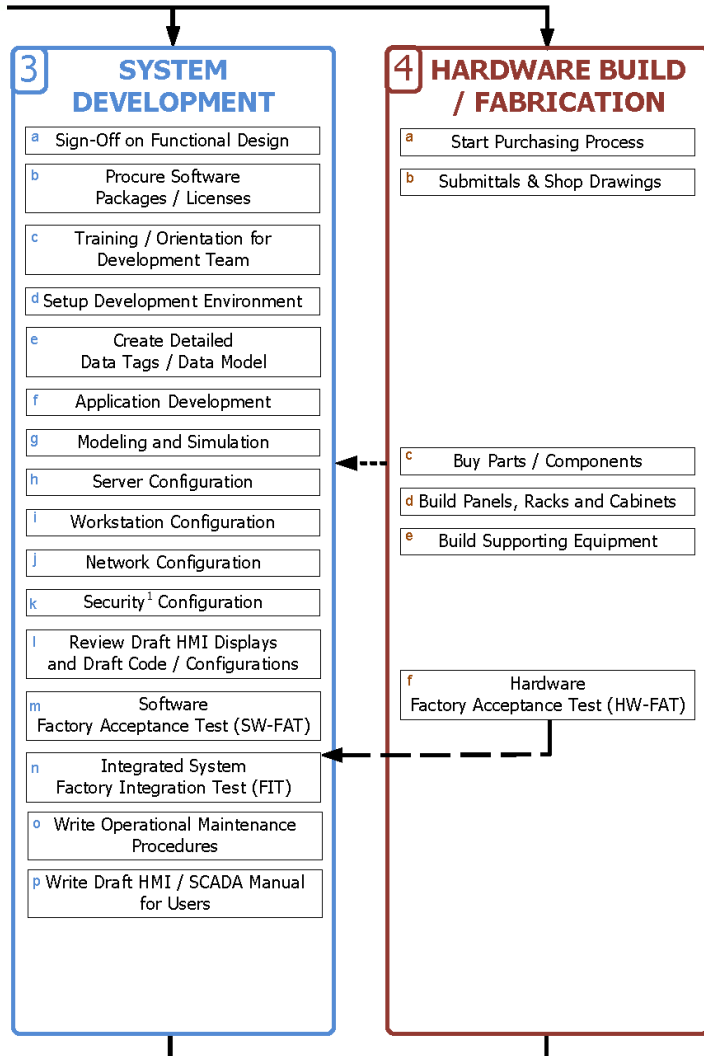 3
SYSTEM
DEVELOPMENT
a Sign-Off on Functional Design
b Procure Software
Packages / Licenses
c Training / Orientation for
Development Team
d Setup Development Environment
e Create Detailed
Data Tags / Data Model
f Application Development
g Modeling and Simulation
h Server Configuration
i Workstation Configuration
j Network Configuration
k Security¹ Configuration
l Review Draft HMI Displays
and Draft Code / Configurations
m Software
Factory Acceptance Test (SW-FAT)
n Integrated System
Factory Integration Test (FIT)
o Write Operational Maintenance
Procedures
p Write Draft HMI / SCADA Manual
for Users
4
HARDWARE BUILD
/ FABRICATION
a Start Purchasing Process
b Submittals & Shop Drawings
c Buy Parts / Components
d Build Panels, Racks and Cabinets
e Build Supporting Equipment
f Hardware
Factory Acceptance Test (HW-FAT)